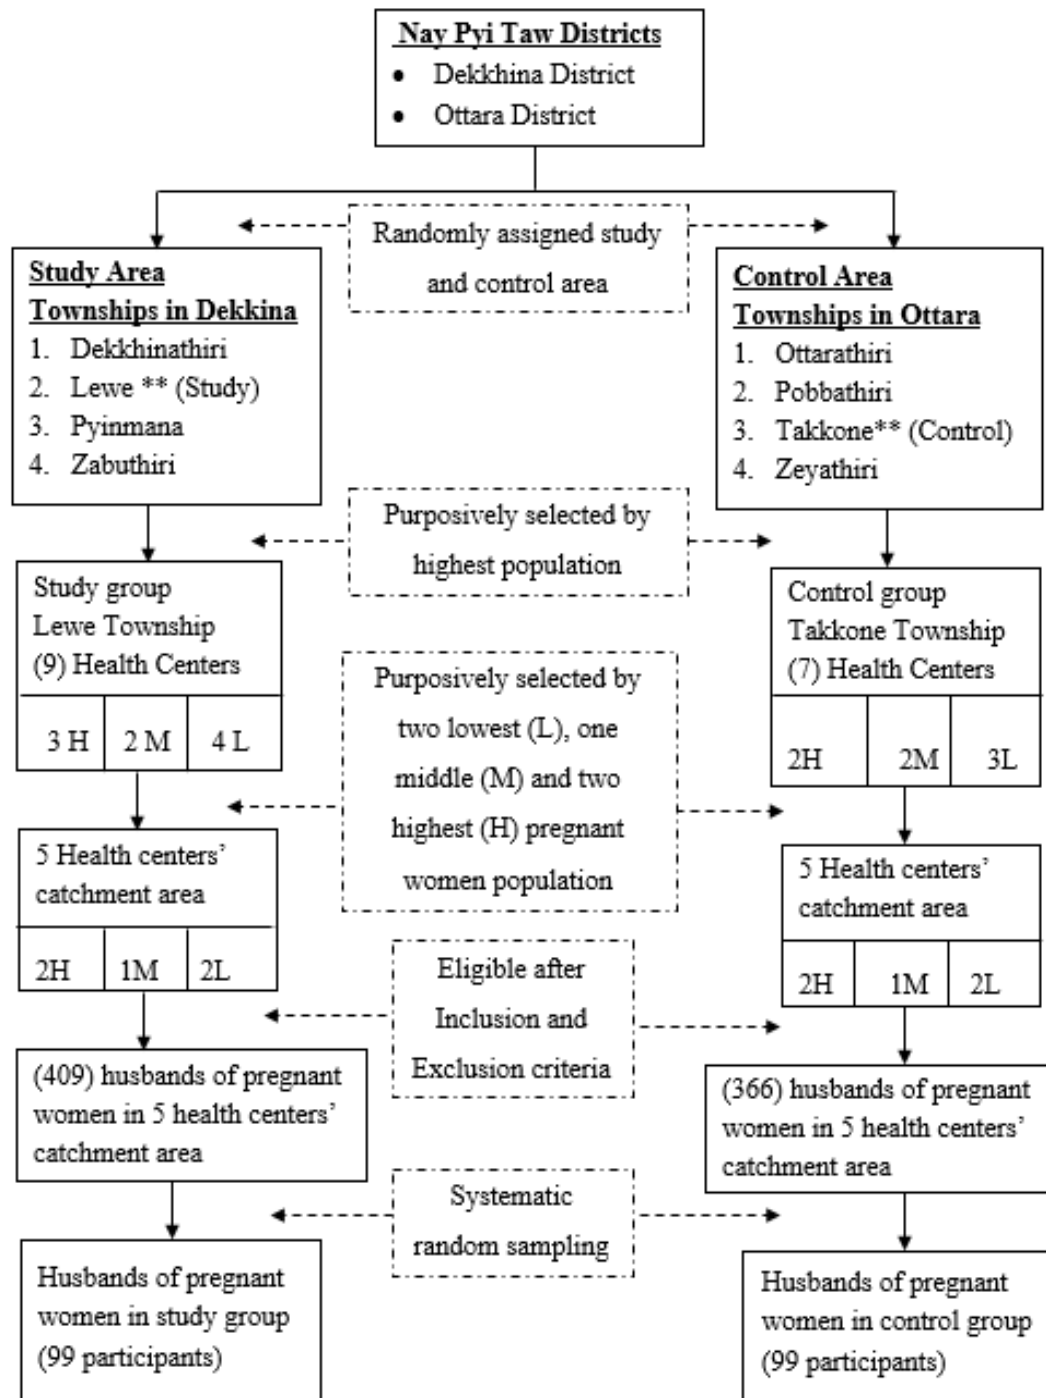 Nay Pyi Taw Districts
• Dekkhina District
• Ottara District
Randomly assigned study
and control area
Study Area
Townships in Dekkina
1. Dekkhinathiri
2. Lewe ** (Study)
3. Pyinmana
4. Zabuthiri
Control Area
Townships in Ottara
1. Ottarathiri
2. Pobbathiri
3. Takkone** (Control)
4. Zeyathiri
Purposively selected by
highest population
Study group
Lewe Township
(9) Health Centers
3 H 2 M 4 L
Control group
Takkone Township
(7) Health Centers
2H 2M 3L
Purposively selected by
two lowest (L), one
middle (M) and two
highest (H) pregnant
women population
5 Health centers’
catchment area
2H 1M 2L
5 Health centers’
catchment area
2H 1M 2L
Eligible after
Inclusion and
Exclusion criteria
(409) husbands of pregnant
women in 5 health centers’
catchment area
(366) husbands of pregnant
women in 5 health centers’
catchment area
Systematic
random sampling
Husbands of pregnant
women in study group
(99 participants)
Husbands of pregnant
women in control group
(99 participants)